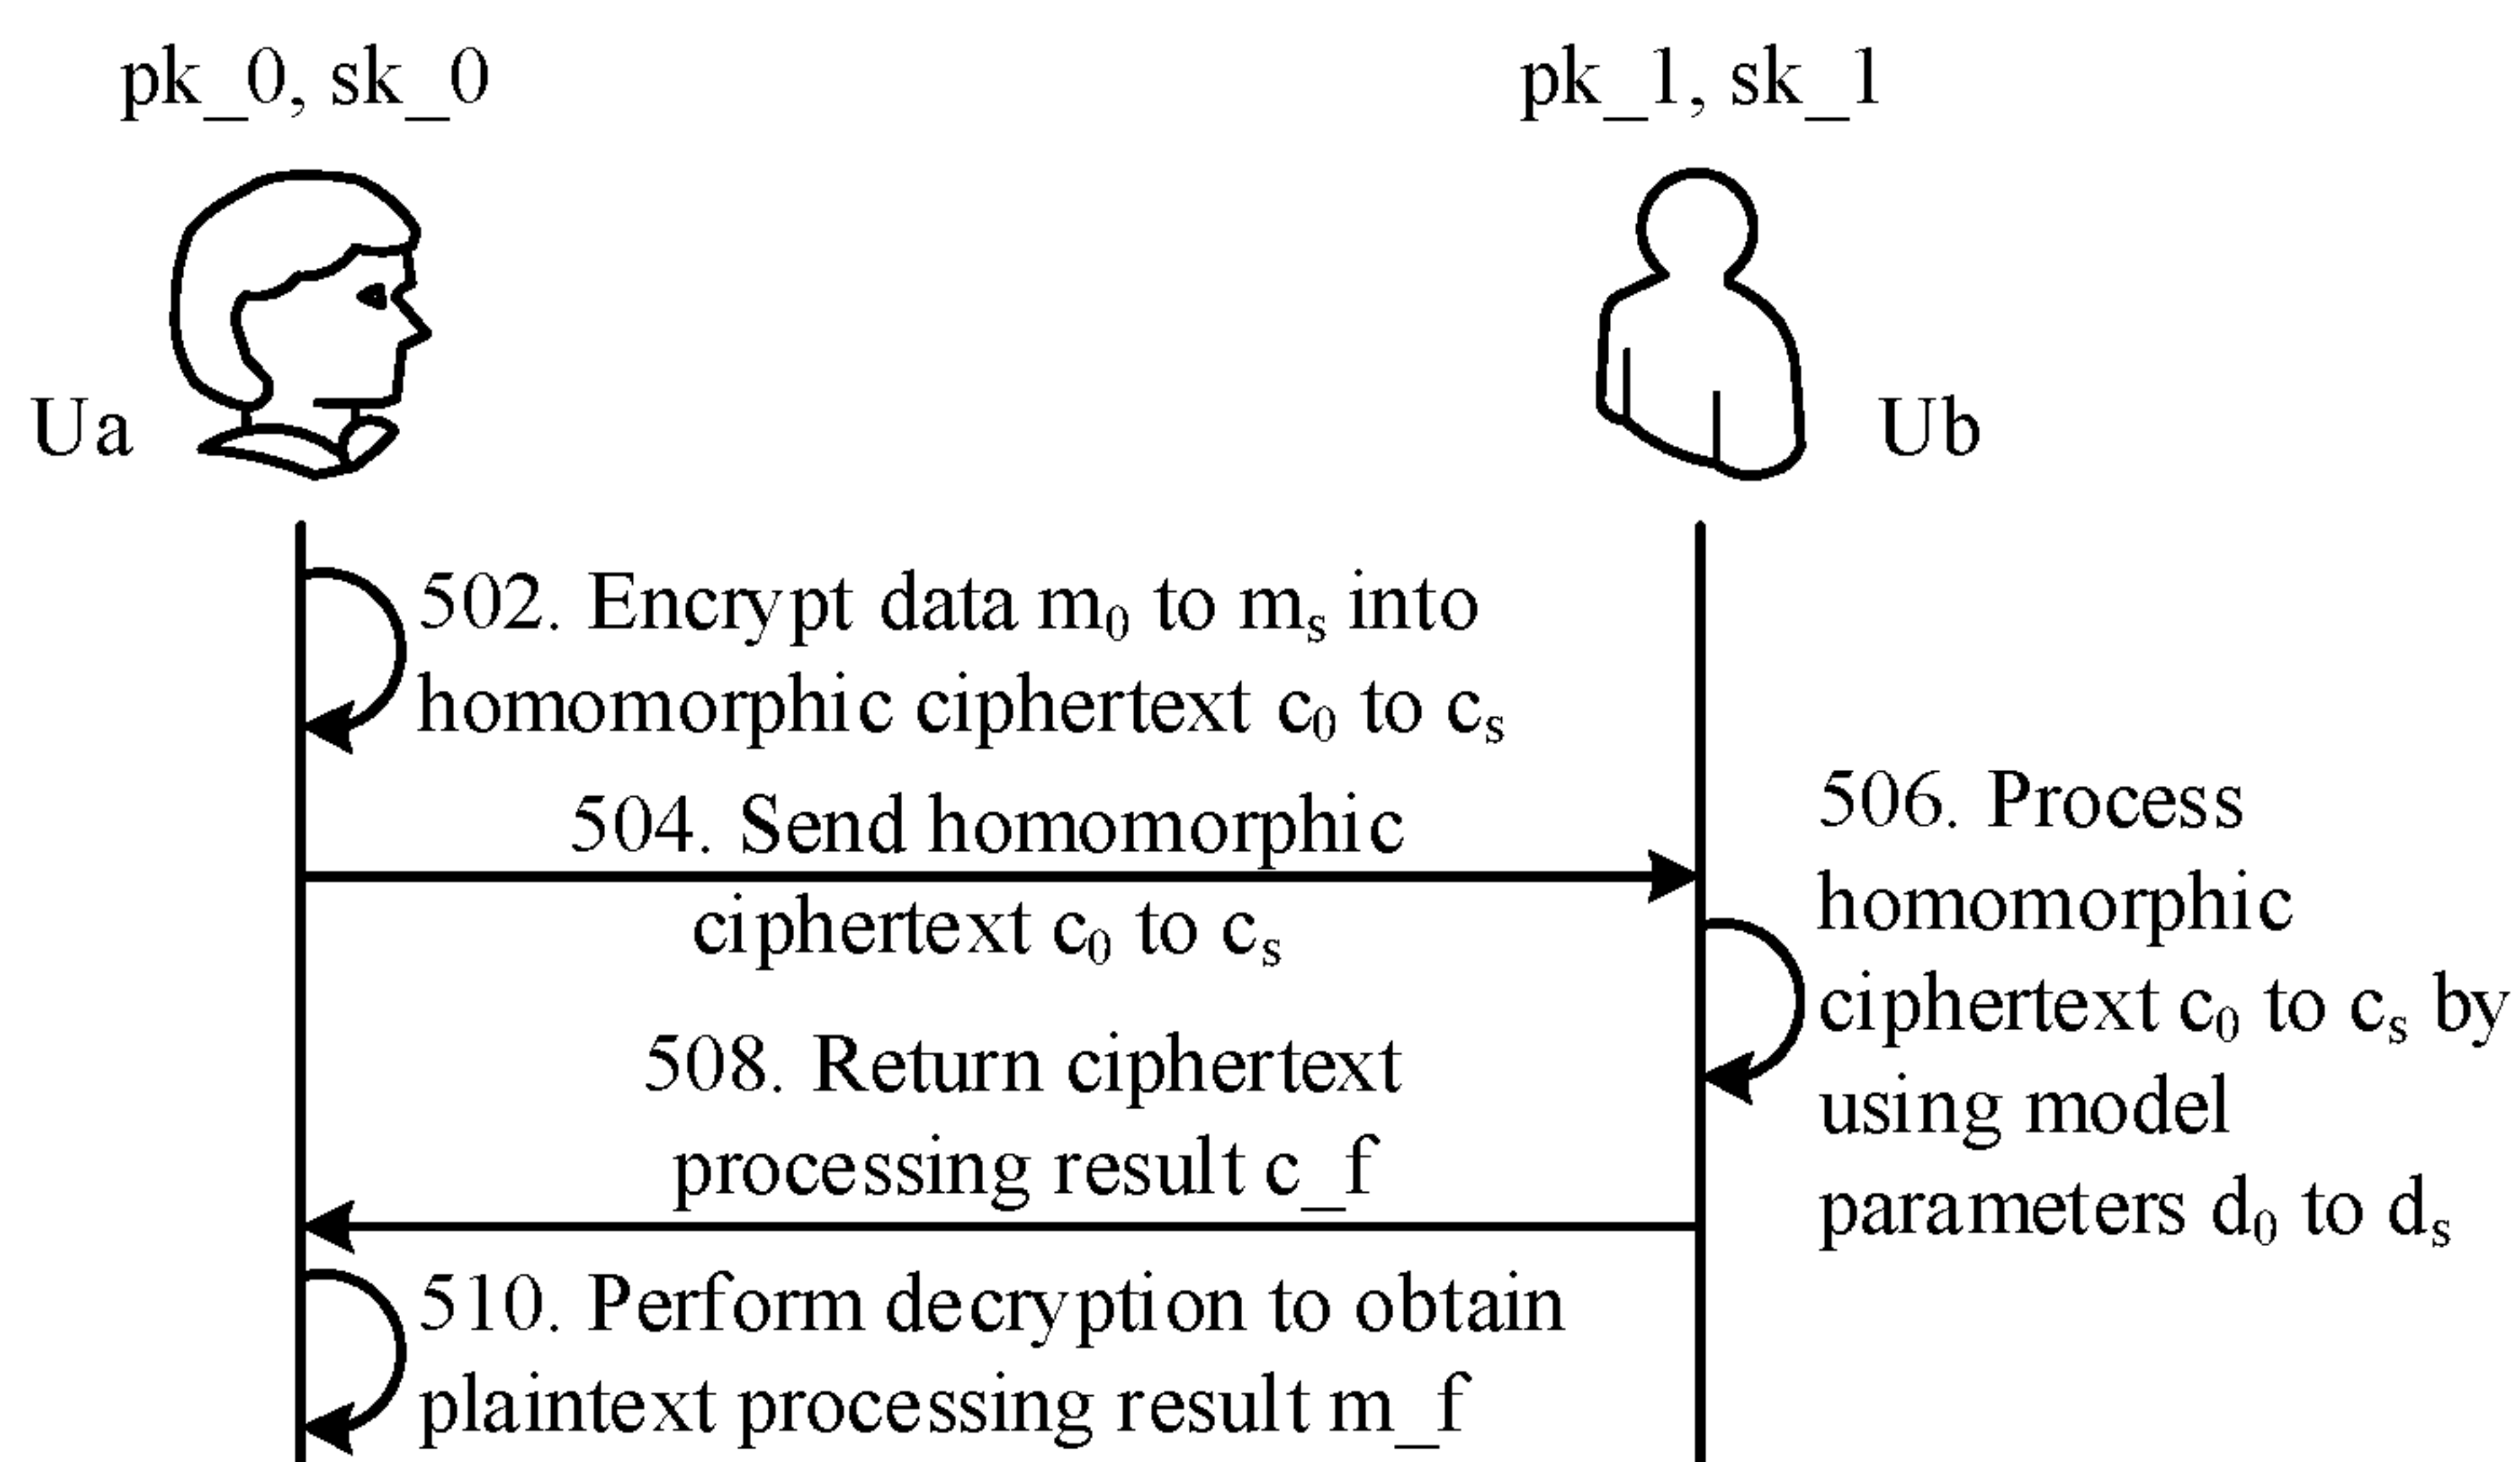 pk_0, sk_0
pk_1, sk_1
Ua
Ub
502. Encrypt data m₀ to mₛ into
homomorphic ciphertext c₀ to cₛ
504. Send homomorphic
ciphertext c₀ to cₛ
506. Process
homomorphic
ciphertext c₀ to cₛ by
using model
parameters d₀ to dₛ
508. Return ciphertext
processing result c_f
510. Perform decryption to obtain
plaintext processing result m_f